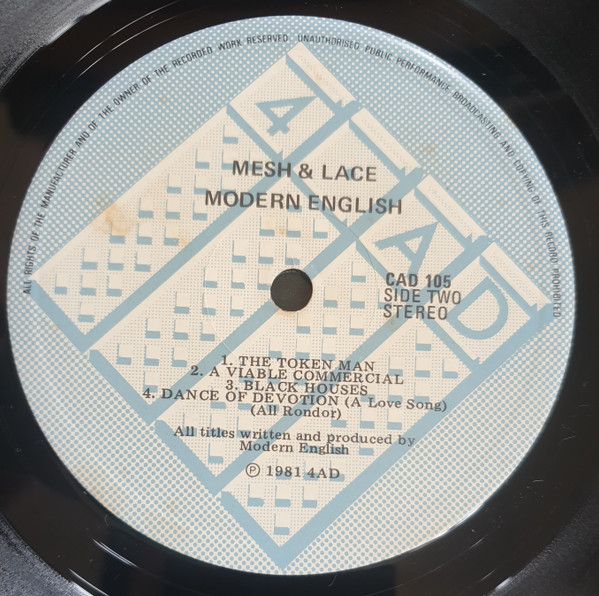 ALL RIGHTS OF THE MANUFACTURER AND OF THE OWNER OF THE RECORDED WORK RESERVED. UNAUTHORISED PUBLIC PERFORMANCE BROADCASTING AND COPYING OF THIS RECORD PROHIBITED
4AD
MESH & LACE
MODERN ENGLISH
CAD 105
SIDE TWO
STEREO
1. THE TOKEN MAN
2. A VIABLE COMMERCIAL
3. BLACK HOUSES
4. DANCE OF DEVOTION (A Love Song)
(All Rondor)
All titles written and produced by
Modern English
℗ 1981 4AD